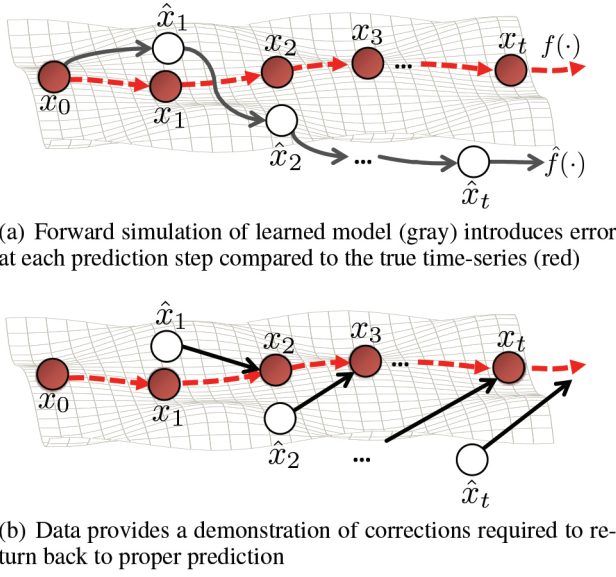 x̂₁
x₂ x₃ xₜ f(·)
...
x₀ x₁
x̂₂ ... x̂ₜ f̂(·)
(a) Forward simulation of learned model (gray) introduces error
at each prediction step compared to the true time-series (red)
x̂₁
x₂ x₃ xₜ
...
x₀ x₁
x̂₂ ... x̂ₜ
(b) Data provides a demonstration of corrections required to re-
turn back to proper prediction